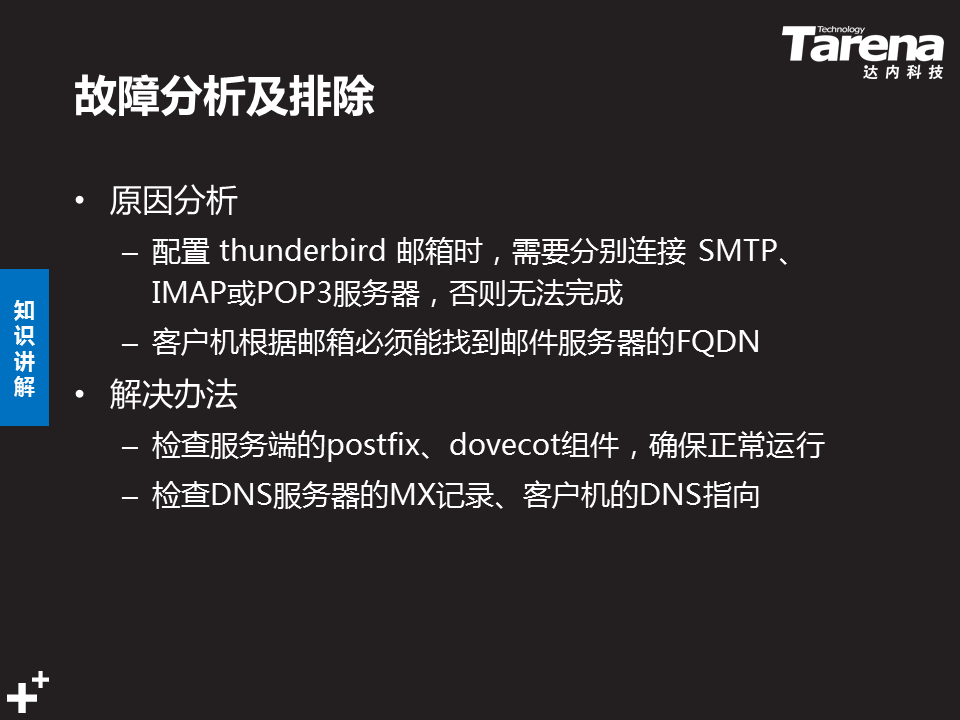 Technology
Tarena
达内科技
故障分析及排除
• 原因分析
– 配置 thunderbird 邮箱时，需要分别连接 SMTP、
IMAP或POP3服务器，否则无法完成
– 客户机根据邮箱必须能找到邮件服务器的FQDN
知识讲解
• 解决办法
– 检查服务端的postfix、dovecot组件，确保正常运行
– 检查DNS服务器的MX记录、客户机的DNS指向